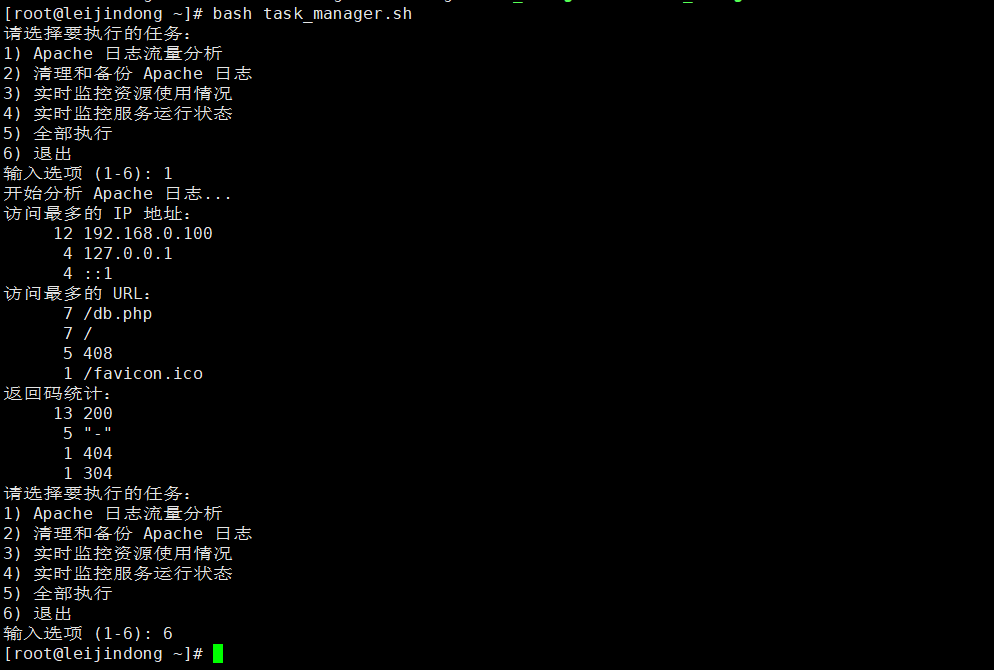 [root@leijindong ~]# bash task_manager.sh
请选择要执行的任务：
1) Apache 日志流量分析
2) 清理和备份 Apache 日志
3) 实时监控资源使用情况
4) 实时监控服务运行状态
5) 全部执行
6) 退出
输入选项 (1-6): 1
开始分析 Apache 日志...
访问最多的 IP 地址：
     12 192.168.0.100
      4 127.0.0.1
      4 ::1
访问最多的 URL：
      7 /db.php
      7 /
      5 408
      1 /favicon.ico
返回码统计：
     13 200
      5 "-"
      1 404
      1 304
请选择要执行的任务：
1) Apache 日志流量分析
2) 清理和备份 Apache 日志
3) 实时监控资源使用情况
4) 实时监控服务运行状态
5) 全部执行
6) 退出
输入选项 (1-6): 6
[root@leijindong ~]#